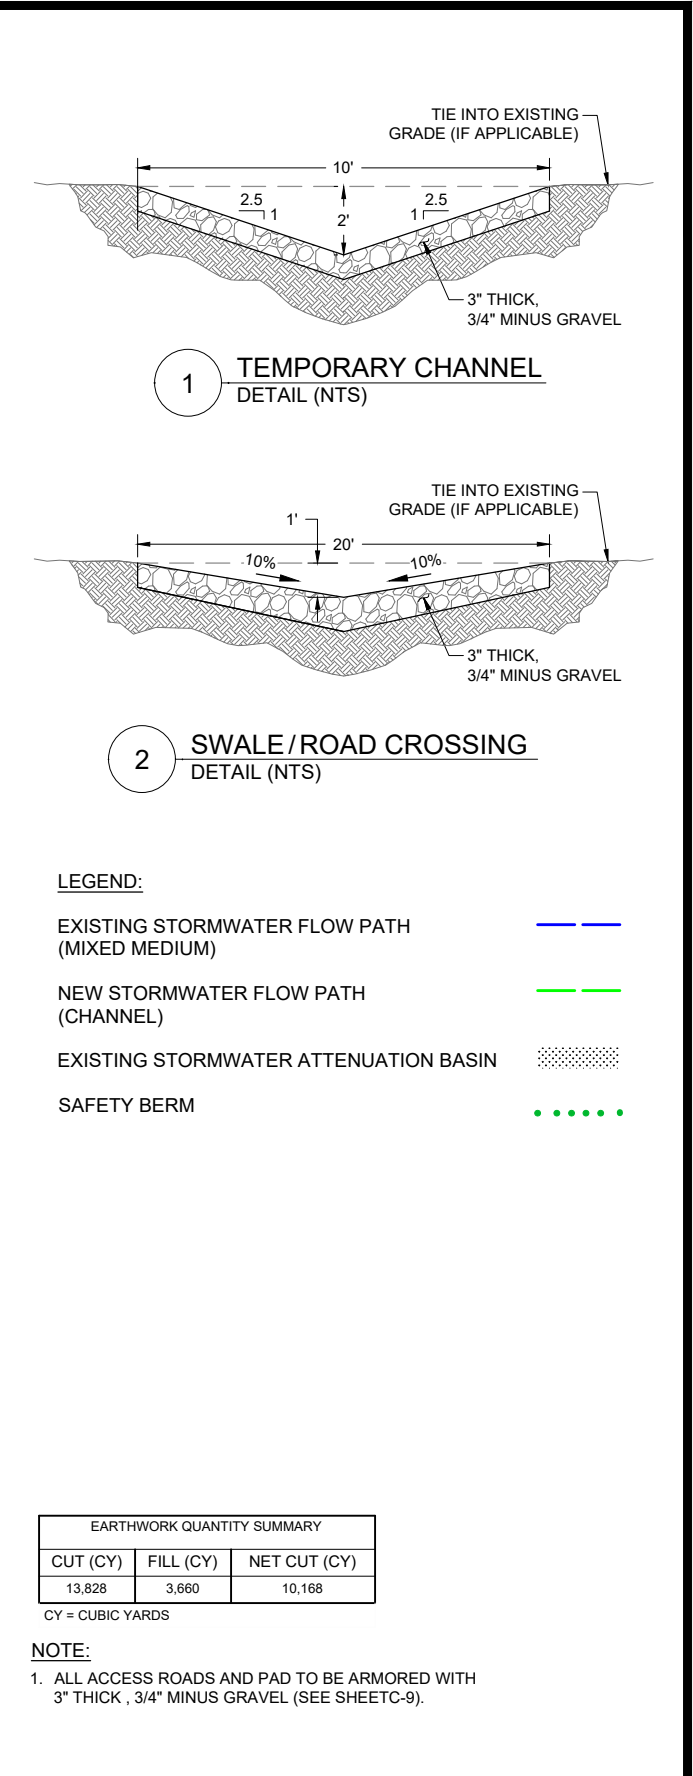 TIE INTO EXISTING
GRADE (IF APPLICABLE)
10'
2.5
1
2'
2.5
1
3" THICK,
3/4" MINUS GRAVEL
1
TEMPORARY CHANNEL
DETAIL (NTS)
TIE INTO EXISTING
GRADE (IF APPLICABLE)
1'
20'
10%
10%
3" THICK,
3/4" MINUS GRAVEL
2
SWALE/ROAD CROSSING
DETAIL (NTS)
LEGEND:
EXISTING STORMWATER FLOW PATH
(MIXED MEDIUM)
NEW STORMWATER FLOW PATH
(CHANNEL)
EXISTING STORMWATER ATTENUATION BASIN
SAFETY BERM
EARTHWORK QUANTITY SUMMARY
CUT (CY) FILL (CY) NET CUT (CY)
13,828 3,660 10,168
CY = CUBIC YARDS
NOTE:
1. ALL ACCESS ROADS AND PAD TO BE ARMORED WITH
3" THICK , 3/4" MINUS GRAVEL (SEE SHEETC-9).